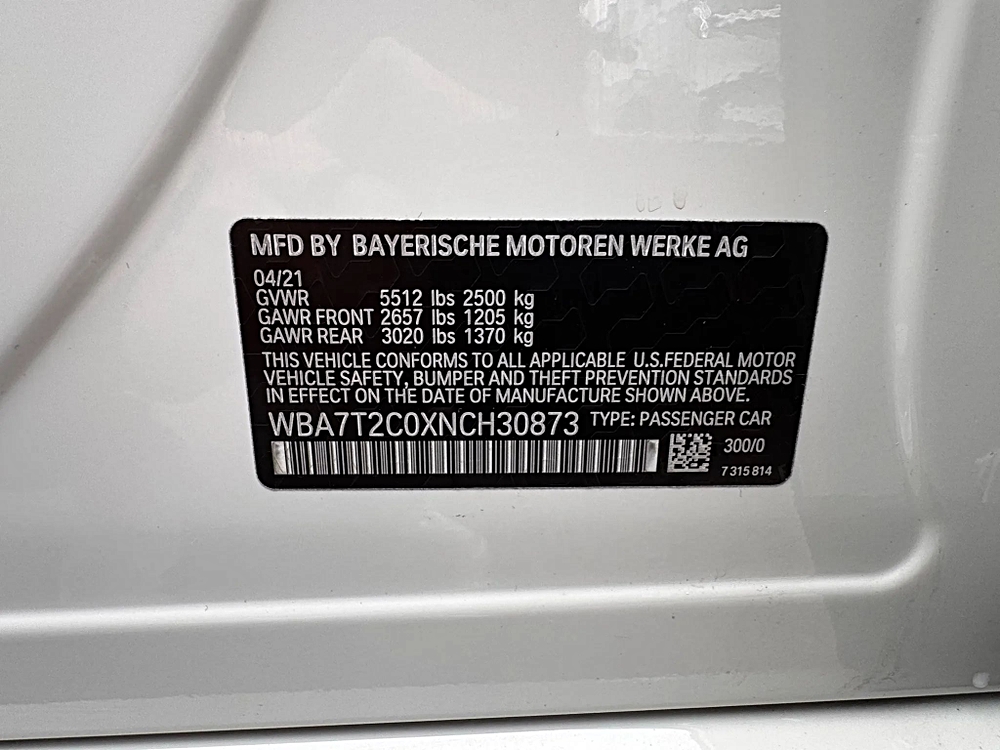 MFD BY BAYERISCHE MOTOREN WERKE AG
04/21
GVWR 5512 lbs 2500 kg
GAWR FRONT 2657 lbs 1205 kg
GAWR REAR 3020 lbs 1370 kg
THIS VEHICLE CONFORMS TO ALL APPLICABLE U.S.FEDERAL MOTOR
VEHICLE SAFETY, BUMPER AND THEFT PREVENTION STANDARDS
IN EFFECT ON THE DATE OF MANUFACTURE SHOWN ABOVE.
WBA7T2C0XNCH30873 TYPE: PASSENGER CAR
300/0
7 315 814